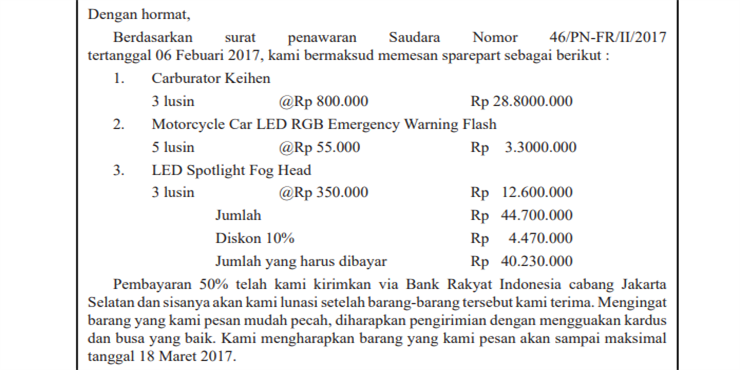 Dengan hormat,
Berdasarkan surat penawaran Saudara Nomor 46/PN-FR/II/2017
tertanggal 06 Febuari 2017, kami bermaksud memesan sparepart sebagai berikut :
1. Carburator Keihen
3 lusin @Rp 800.000 Rp 28.8000.000
2. Motorcycle Car LED RGB Emergency Warning Flash
5 lusin @Rp 55.000 Rp 3.3000.000
3. LED Spotlight Fog Head
3 lusin @Rp 350.000 Rp 12.600.000
Jumlah Rp 44.700.000
Diskon 10% Rp 4.470.000
Jumlah yang harus dibayar Rp 40.230.000
Pembayaran 50% telah kami kirimkan via Bank Rakyat Indonesia cabang Jakarta
Selatan dan sisanya akan kami lunasi setelah barang-barang tersebut kami terima. Mengingat
barang yang kami pesan mudah pecah, diharapkan pengirimian dengan mengguakan kardus
dan busa yang baik. Kami mengharapkan barang yang kami pesan akan sampai maksimal
tanggal 18 Maret 2017.